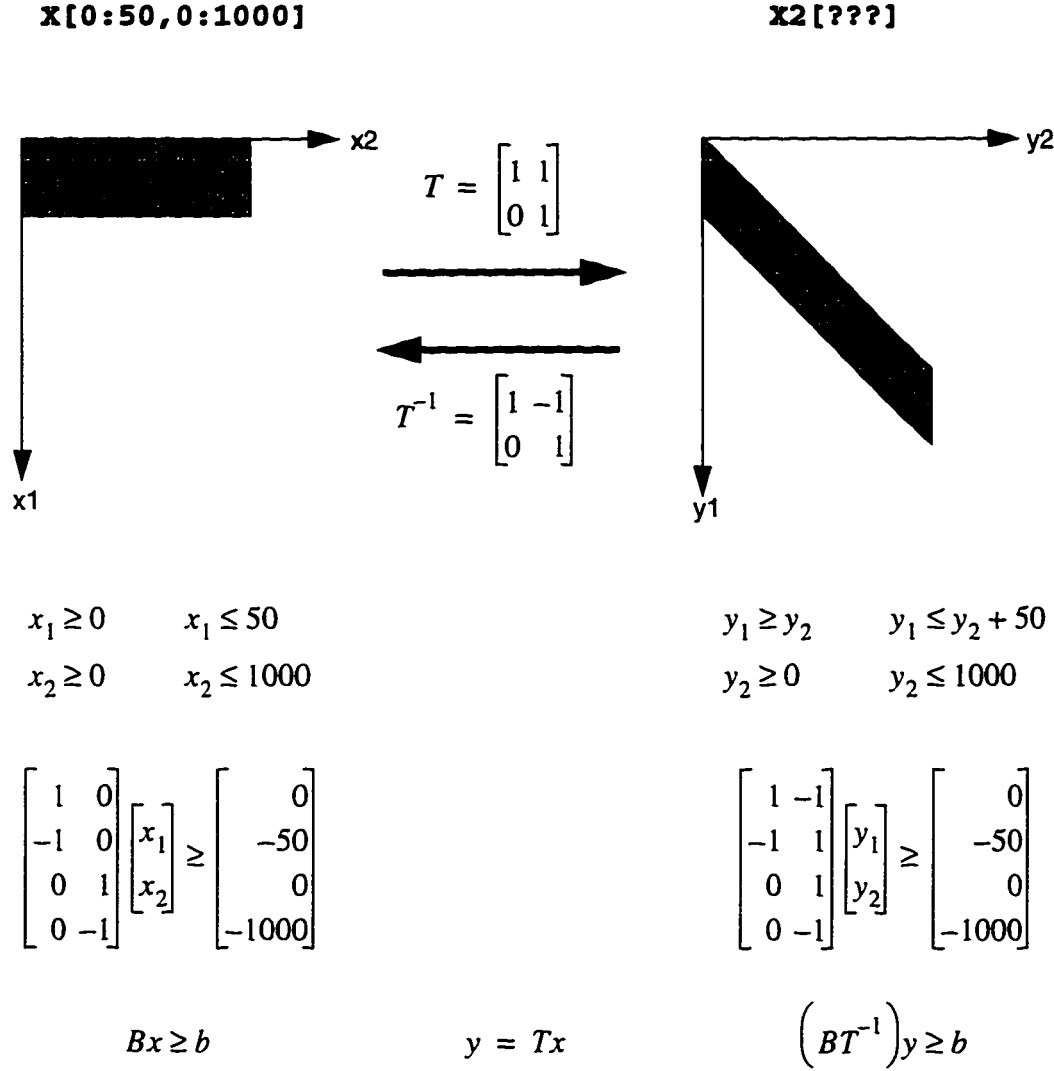 X[0:50,0:1000]
X2[???]
x2
y2
T = [1 1
0 1]
T⁻¹ = [1 −1
0 1]
x1
y1
x₁ ≥ 0 x₁ ≤ 50
x₂ ≥ 0 x₂ ≤ 1000
y₁ ≥ y₂ y₁ ≤ y₂ + 50
y₂ ≥ 0 y₂ ≤ 1000
[1 0
−1 0
0 1
0 −1]
[x₁
x₂]
≥
[0
−50
0
−1000]
[1 −1
−1 1
0 1
0 −1]
[y₁
y₂]
≥
[0
−50
0
−1000]
Bx ≥ b
y = Tx
(BT⁻¹)y ≥ b